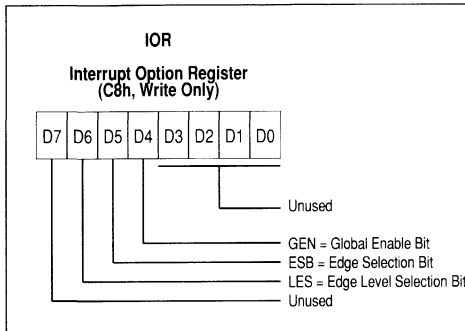 IOR
Interrupt Option Register
(C8h, Write Only)
D7 D6 D5 D4 D3 D2 D1 D0
Unused
GEN = Global Enable Bit
ESB = Edge Selection Bit
LES = Edge Level Selection Bit
Unused